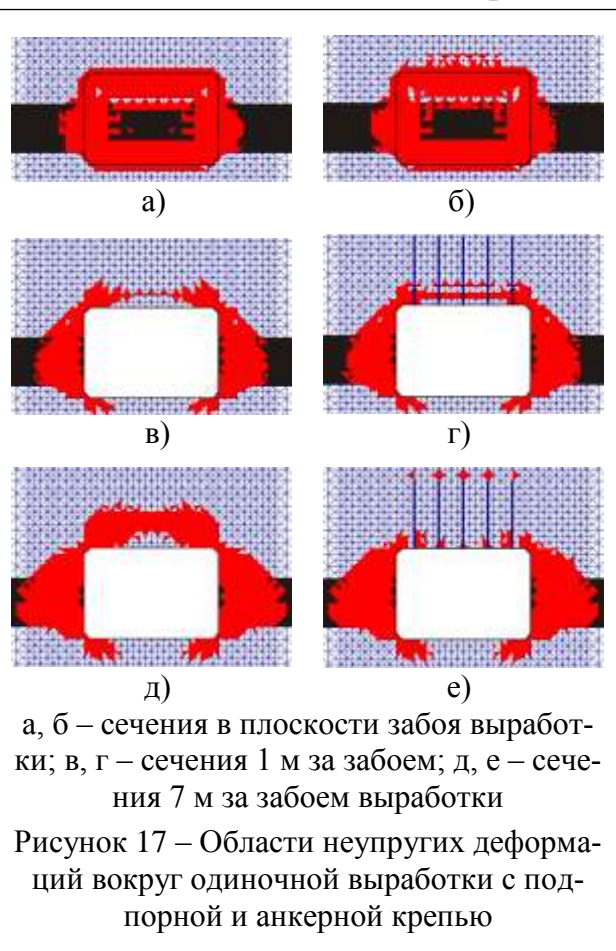 а)
б)
в)
г)
д)
е)
а, б – сечения в плоскости забоя выработ-
ки; в, г – сечения 1 м за забоем; д, е – сече-
ния 7 м за забоем выработки
Рисунок 17 – Области неупругих деформа-
ций вокруг одиночной выработки с под-
порной и анкерной крепью